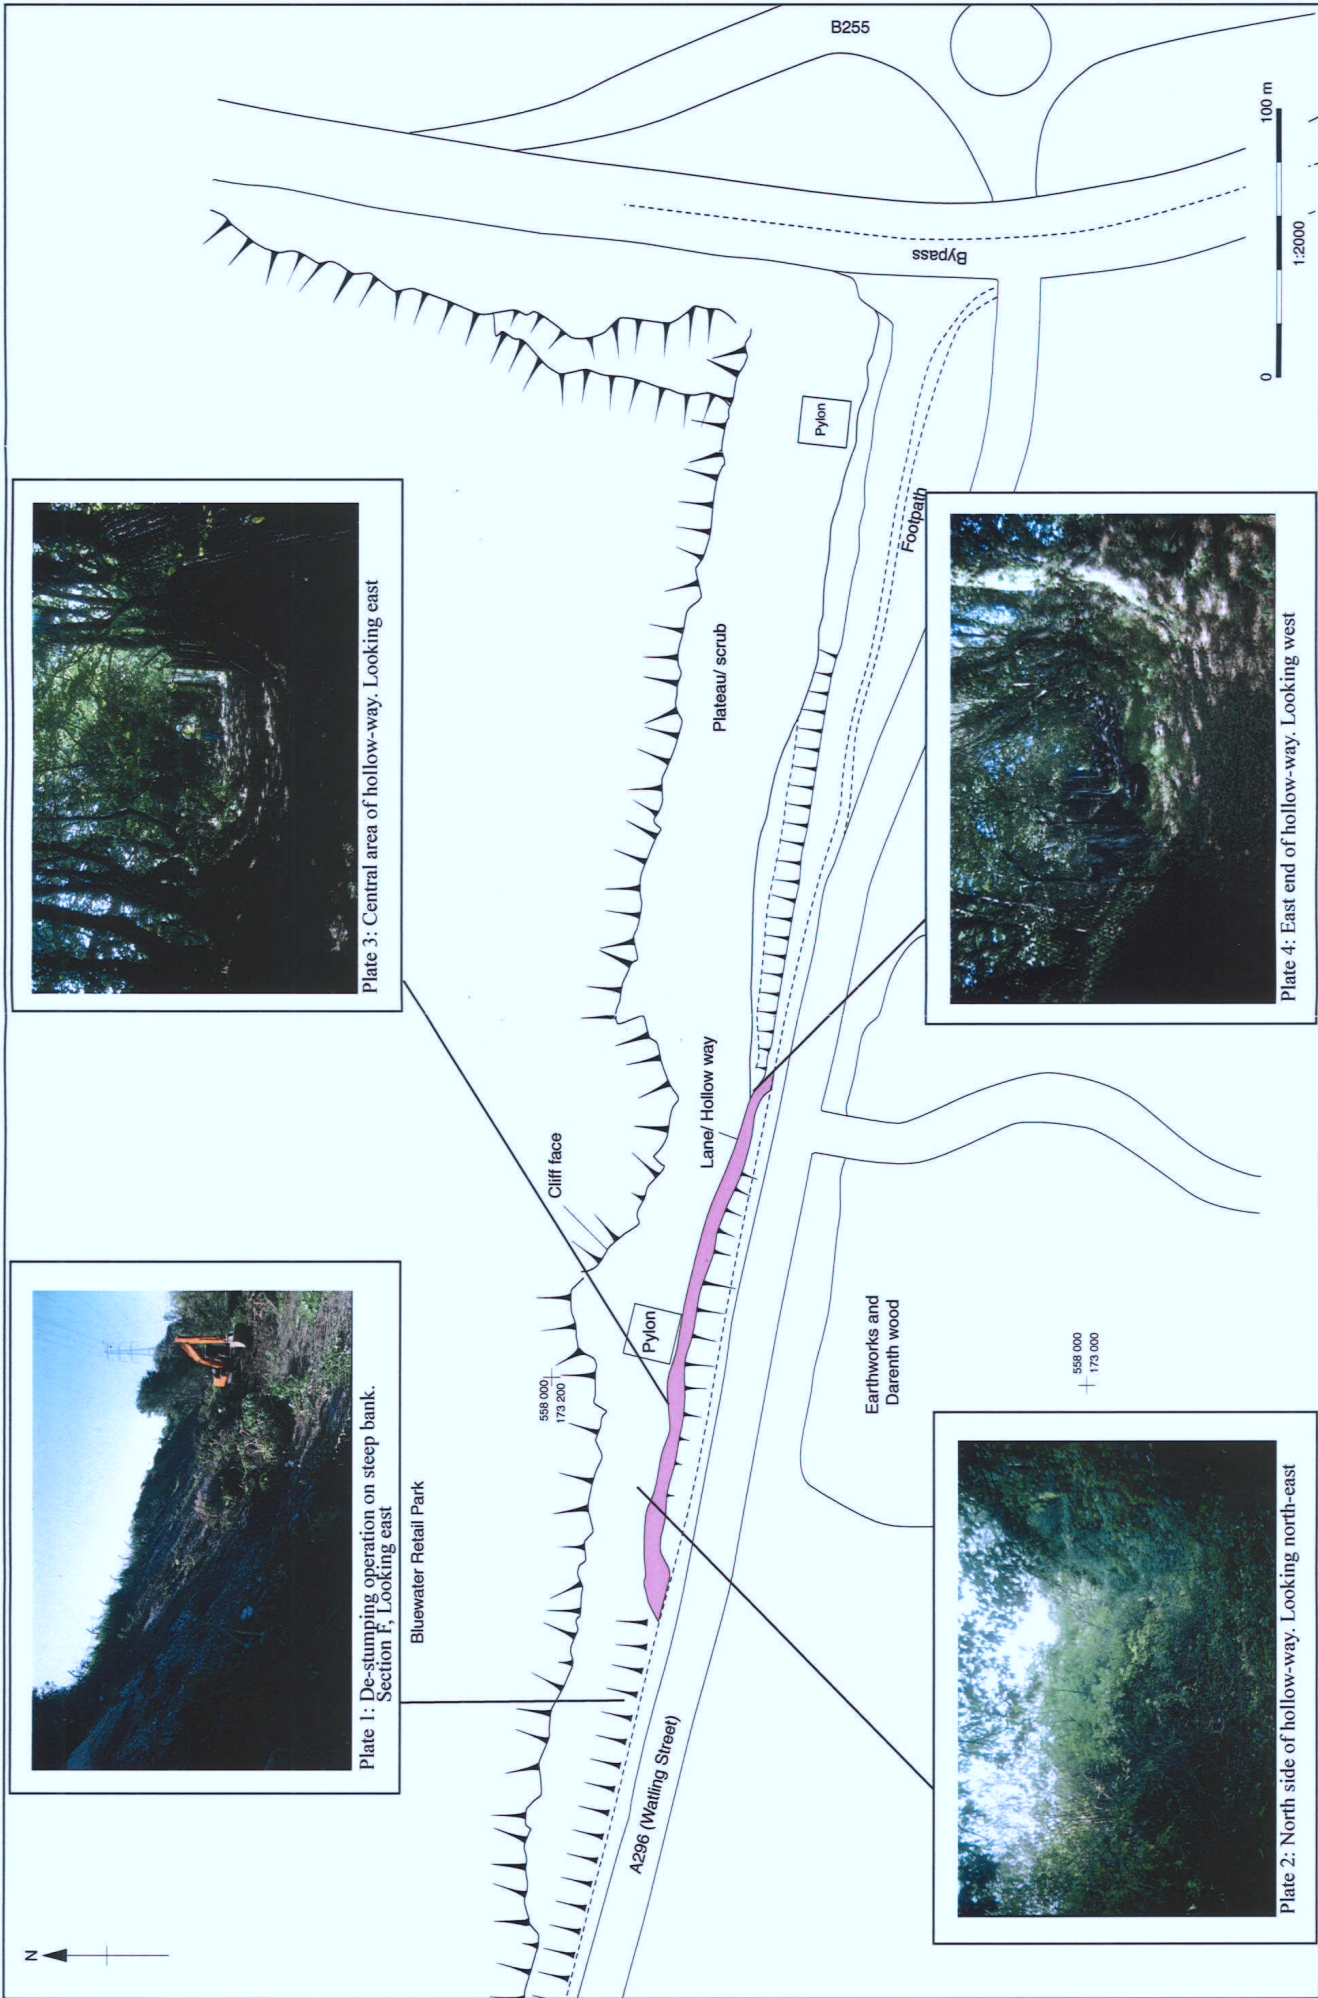 N
Plate 1: De-stumping operation on steep bank.
Section F, Looking east
Plate 3: Central area of hollow-way. Looking east
B255
Bluewater Retail Park
558 000
173 200
Cliff face
Pylon
Lane/ Hollow way
Plateau/ scrub
Pylon
Bypass
A296 (Watling Street)
Footpath
Earthworks and
Darenth wood
558 000
173 000
Plate 2: North side of hollow-way. Looking north-east
Plate 4: East end of hollow-way. Looking west
0
100 m
1:2000